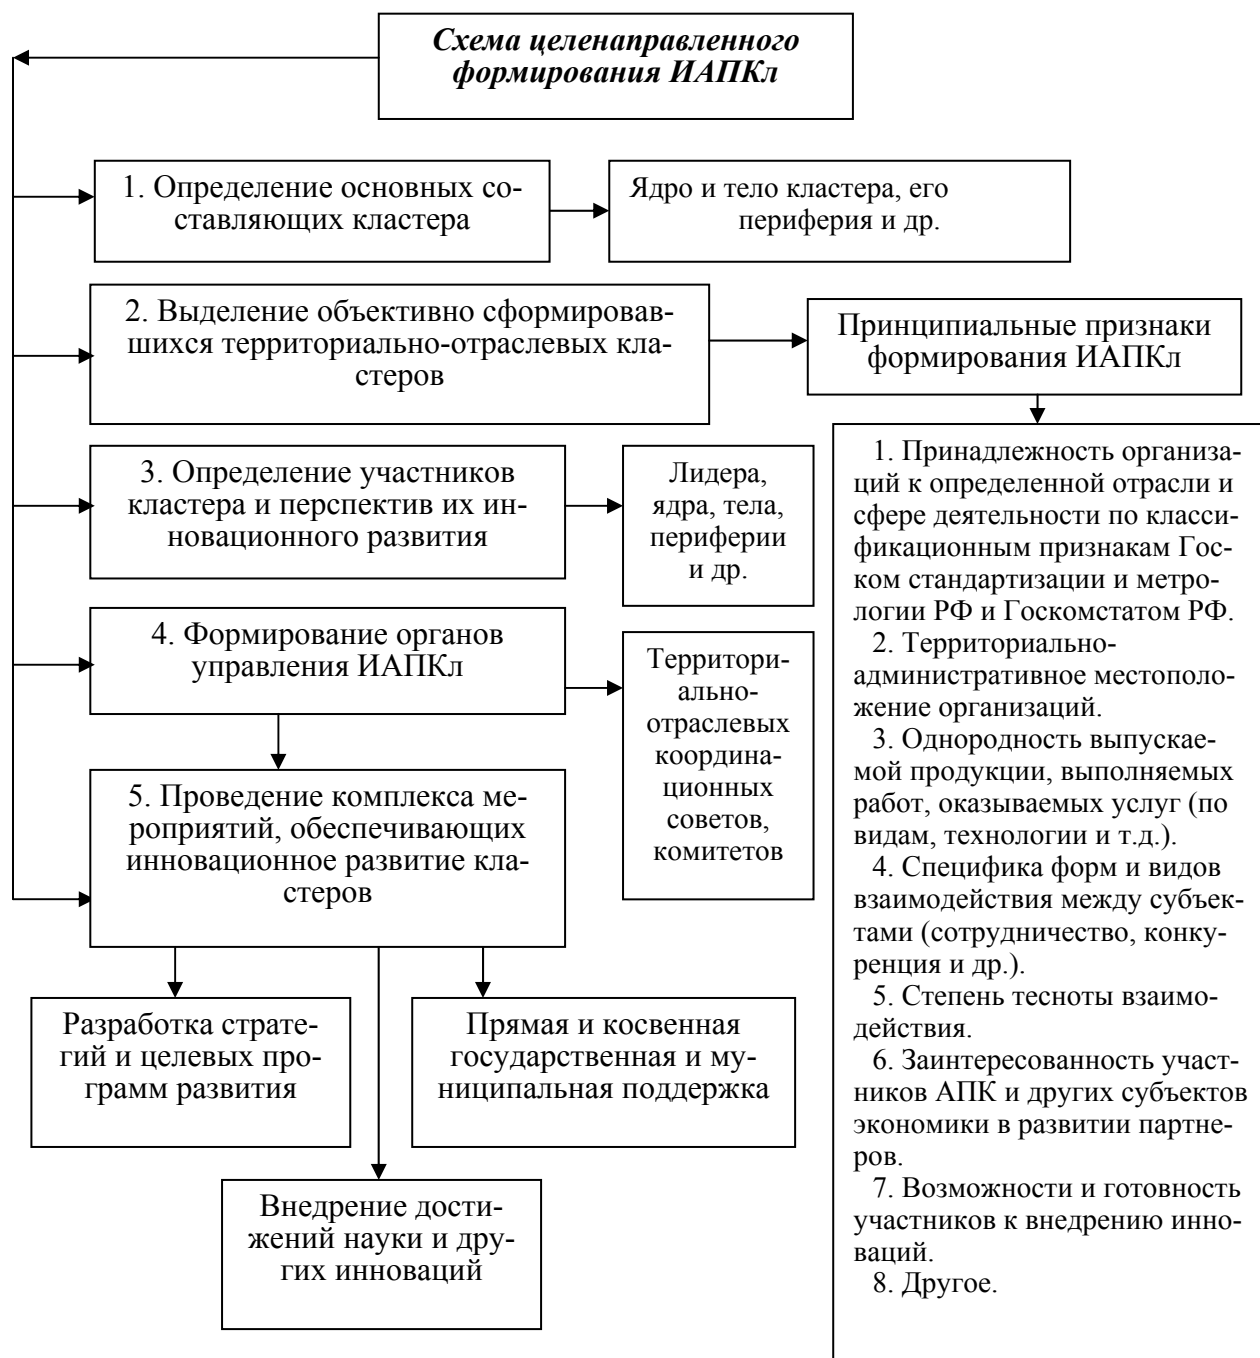 Схема целенаправленного
формирования ИАПКл
1. Определение основных со-
ставляющих кластера
Ядро и тело кластера, его
периферия и др.
2. Выделение объективно сформировав-
шихся территориально-отраслевых кла-
стеров
Принципиальные признаки
формирования ИАПКл
3. Определение участников
кластера и перспектив их ин-
новационного развития
Лидера,
ядра, тела,
периферии
и др.
4. Формирование органов
управления ИАПКл
Территори-
ально-
отраслевых
координа-
ционных
советов,
комитетов
5. Проведение комплекса ме-
роприятий, обеспечивающих
инновационное развитие кла-
стеров
Разработка страте-
гий и целевых про-
грамм развития
Прямая и косвенная
государственная и му-
ниципальная поддержка
Внедрение дости-
жений науки и дру-
гих инноваций
1. Принадлежность организа-
ций к определенной отрасли и
сфере деятельности по класси-
фикационным признакам Гос-
ком стандартизации и метро-
логии РФ и Госкомстатом РФ.
2. Территориально-
административное местополо-
жение организаций.
3. Однородность выпускае-
мой продукции, выполняемых
работ, оказываемых услуг (по
видам, технологии и т.д.).
4. Специфика форм и видов
взаимодействия между субъек-
тами (сотрудничество, конку-
ренция и др.).
5. Степень тесноты взаимо-
действия.
6. Заинтересованность участ-
ников АПК и других субъектов
экономики в развитии партне-
ров.
7. Возможности и готовность
участников к внедрению инно-
ваций.
8. Другое.